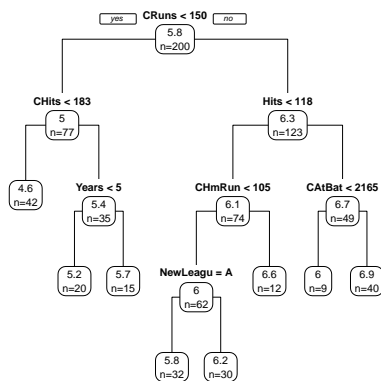 yes CRuns < 150 no
5.8
n=200
CHits < 183 Hits < 118
5 6.3
n=77 n=123
Years < 5 CHmRun < 105 CAtBat < 2165
4.6 5.4 6.1 6.7
n=42 n=35 n=74 n=49
NewLeagu = A
5.2 5.7 6 6.6 6 6.9
n=20 n=15 n=62 n=12 n=9 n=40
5.8 6.2
n=32 n=30